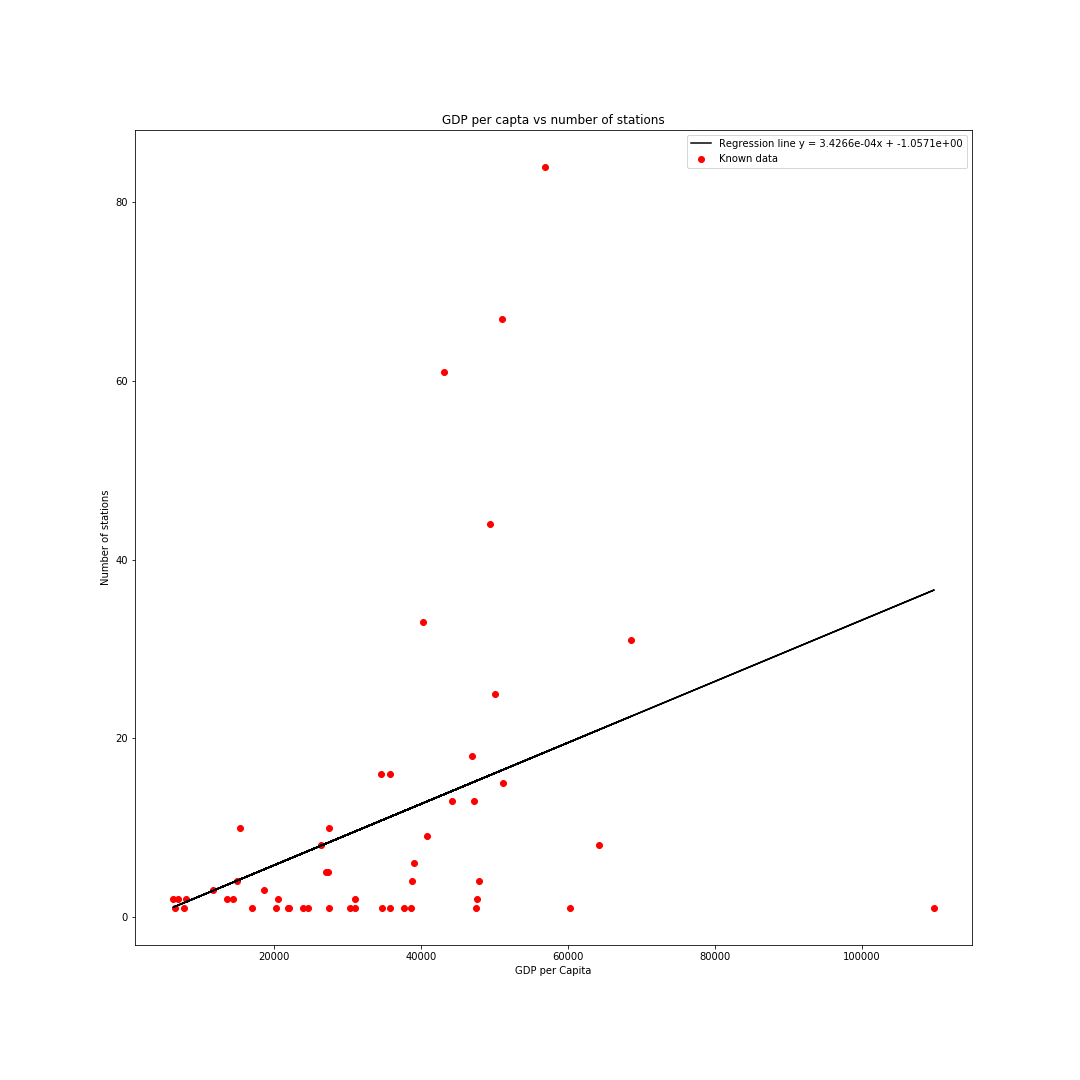 GDP per capta vs number of stations
Regression line y = 3.4266e-04x + -1.0571e+00
Known data
80
60
40
20
0
Number of stations
20000 40000 60000 80000 100000
GDP per Capita